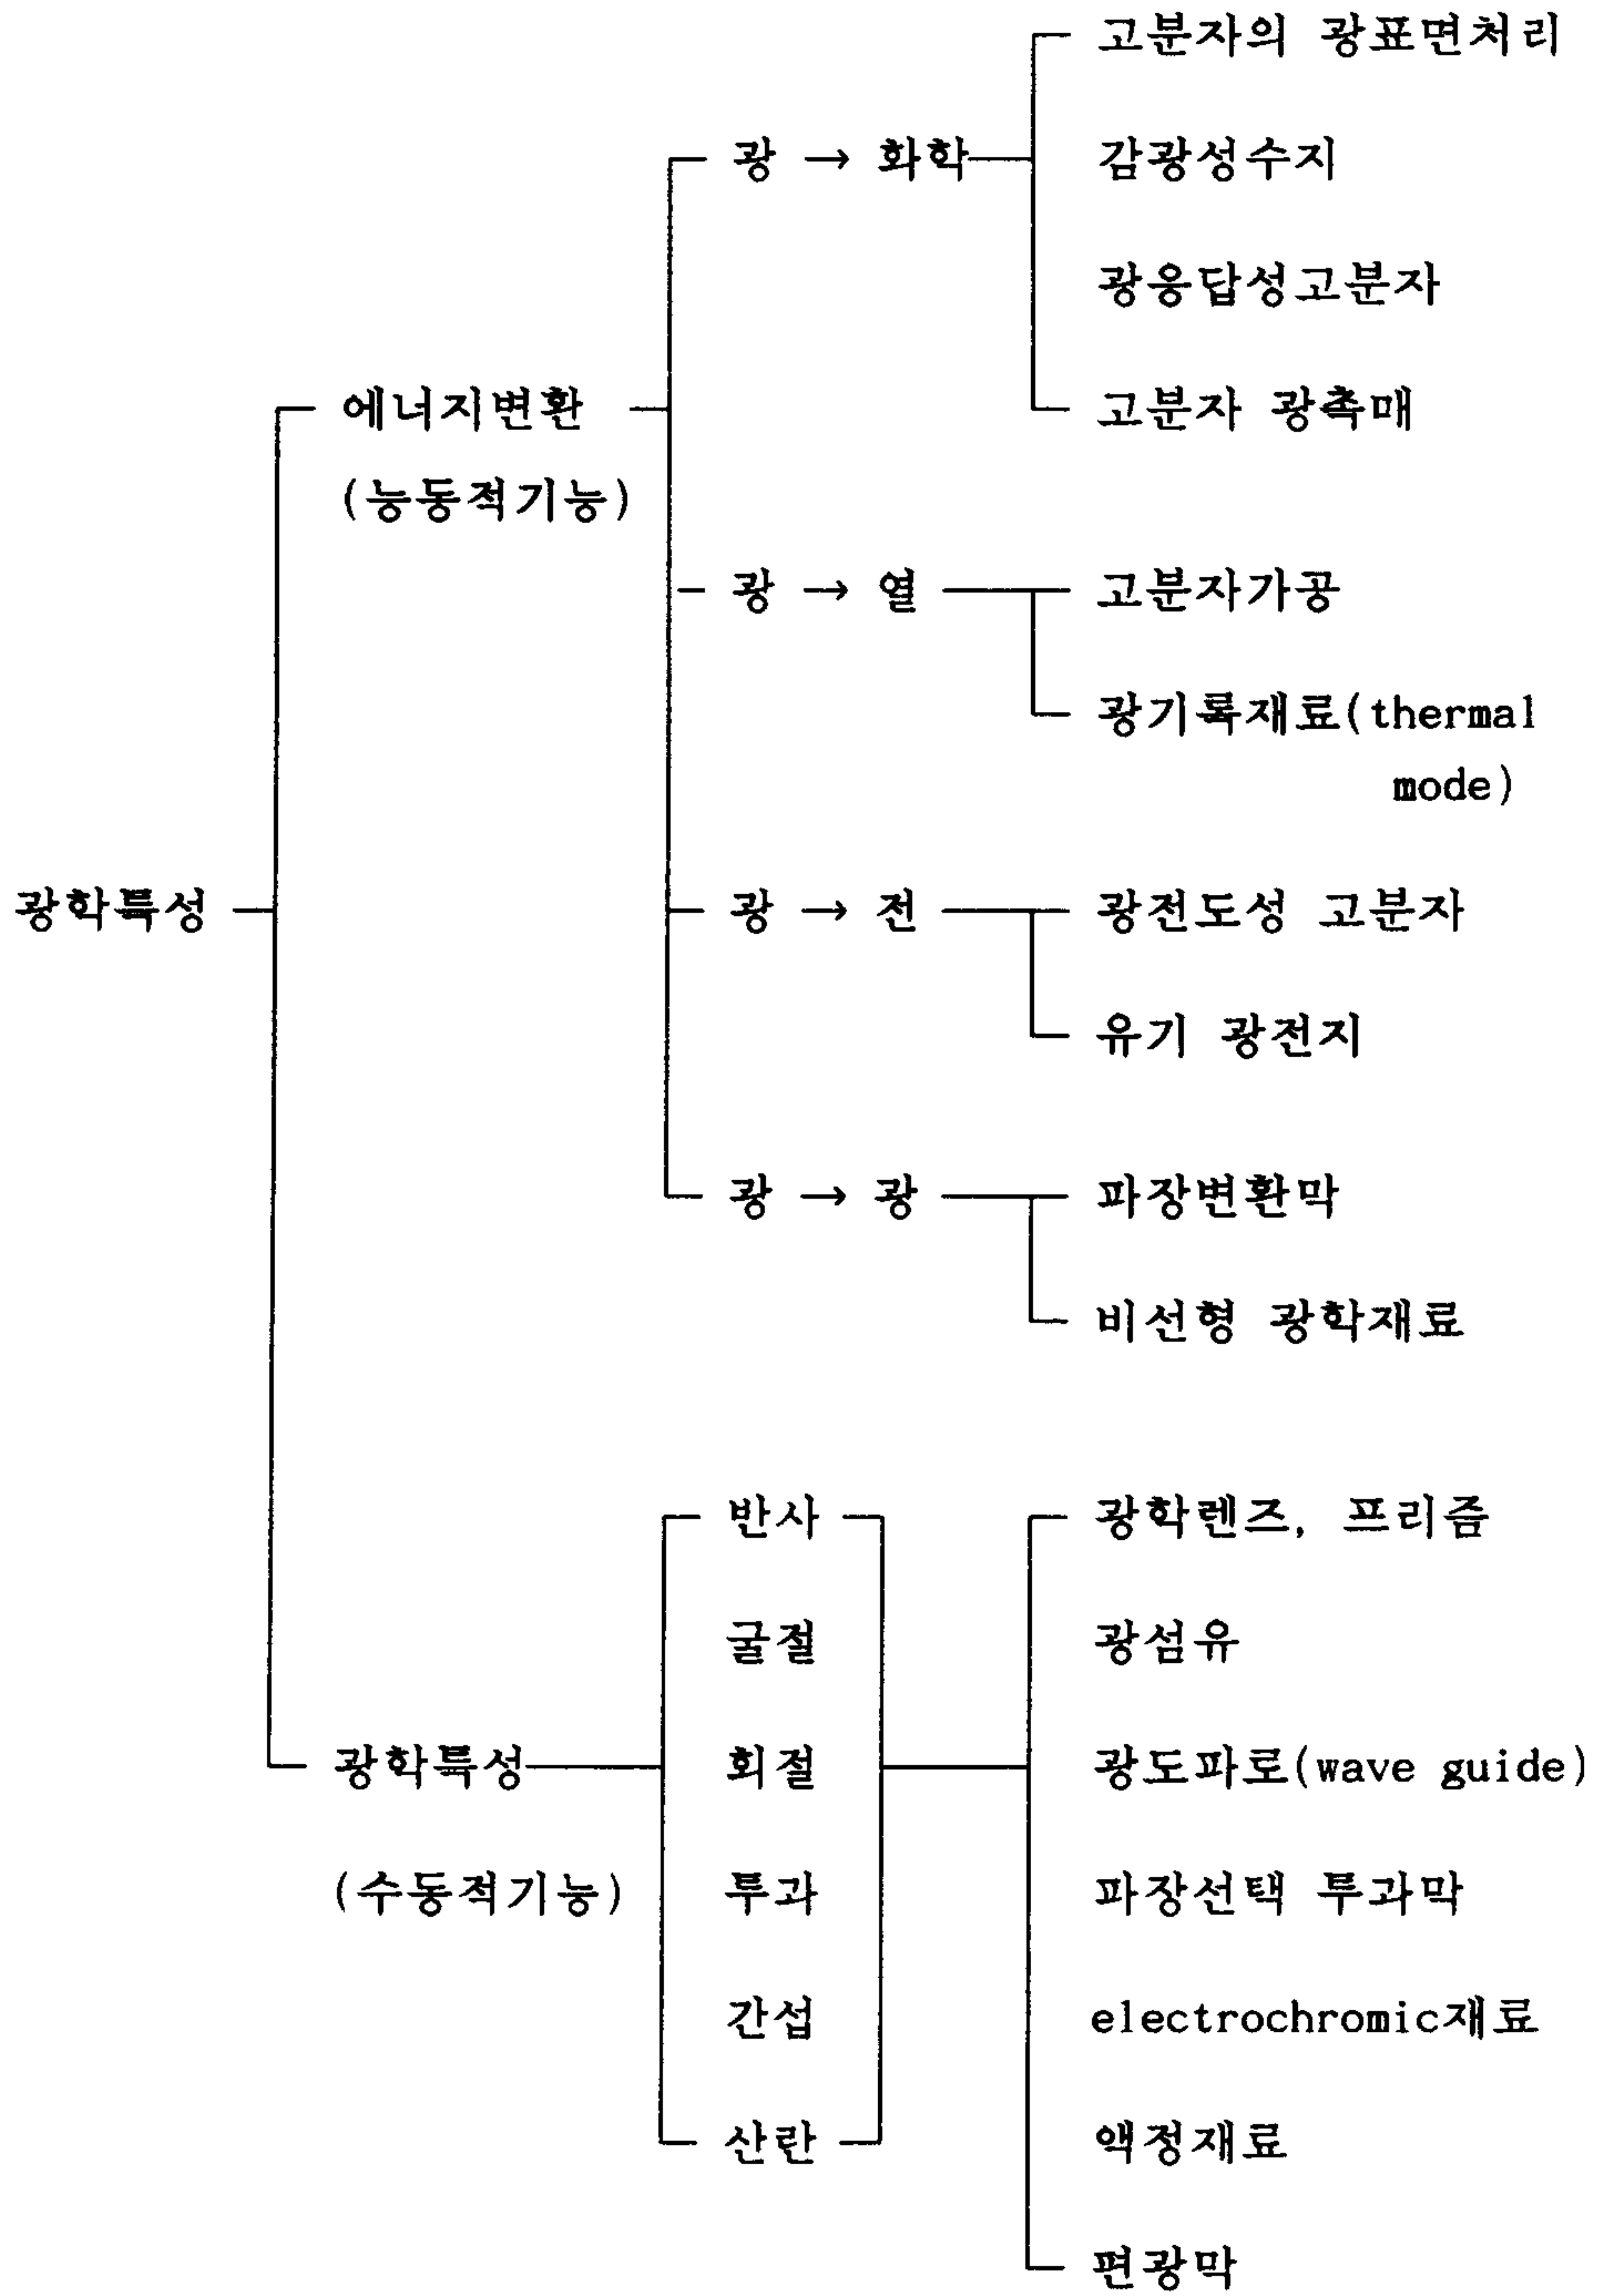 고분자의 광표면처리
광 → 화학
감광성수지
광응답성고분자
에너지변환
고분자 광촉매
(능동적기능)
광 → 열
고분자가공
광기록재료(thermal
mode)
광학특성
광 → 전
광전도성 고분자
유기 광전지
광 → 광
파장변환막
비선형 광학재료
반사
광학렌즈, 프리즘
굴절
광섬유
광학특성
회절
광도파로(wave guide)
(수동적기능)
투과
파장선택 투과막
간섭
electrochromic재료
산란
액정재료
편광막